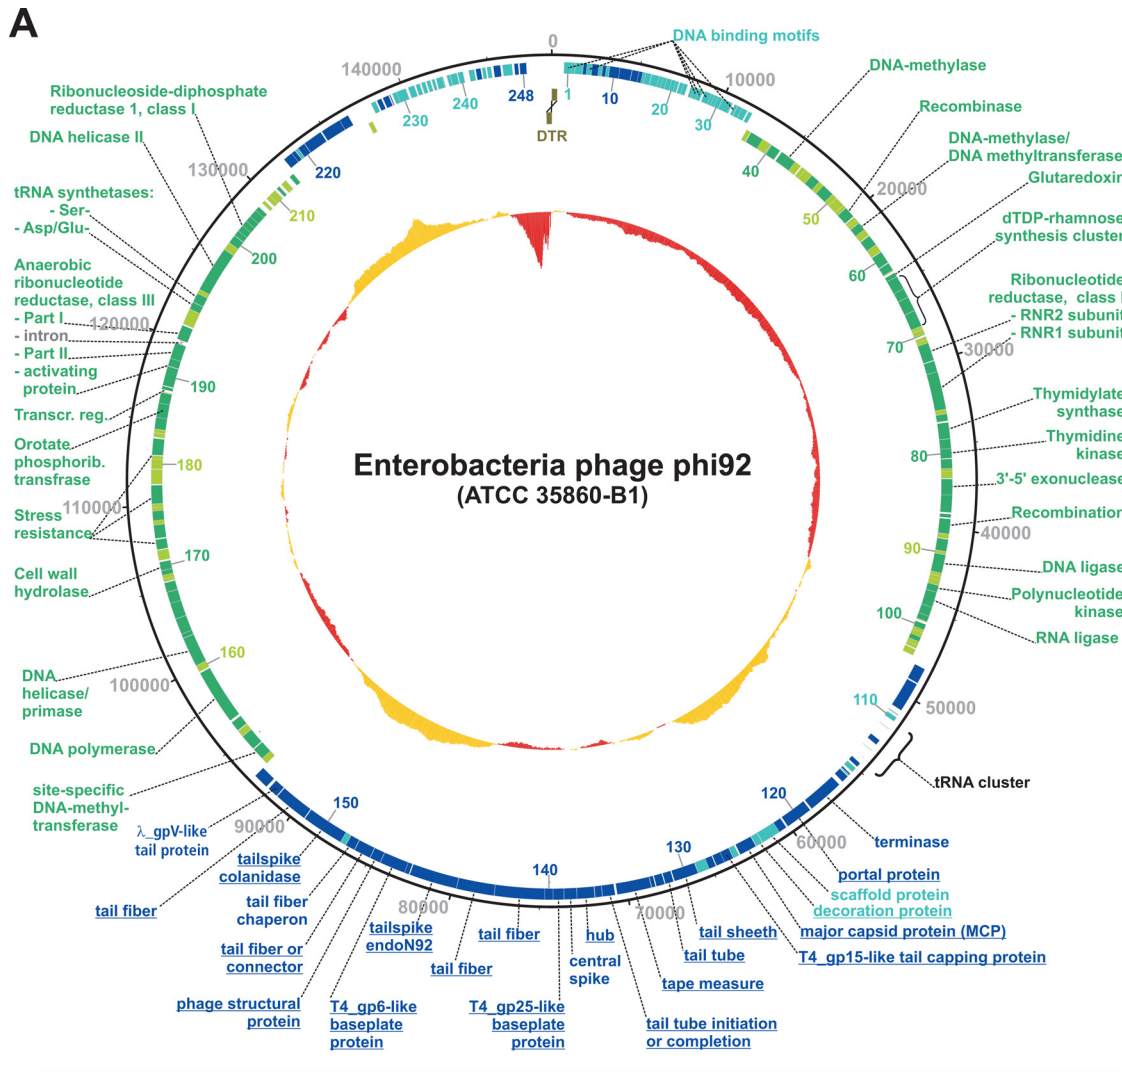 A
0
DNA binding motifs
140000
10000
DNA-methylase
Ribonucleoside-diphosphate
reductase 1, class I
240
248
1
10
20
30
230
Recombinase
DNA helicase II
DTR
DNA-methylase/
DNA methyltransferase
130000
220
40
Glutaredoxin
20000
tRNA synthetases:
- Ser-
- Asp/Glu-
210
50
dTDP-rhamnose
synthesis cluster
200
60
Anaerobic
ribonucleotide
reductase, class III
- Part I
- intron
- Part II
- activating
protein
120000
Ribonucleotide
reductase, class I
- RNR2 subunit
- RNR1 subunit
70
30000
190
Transcr. reg.
Thymidylate
synthase
Orotate
phosphorib.
transfrase
180
Enterobacteria phage phi92
(ATCC 35860-B1)
80
Thymidine
kinase
3'-5' exonuclease
110000
Stress
resistance
Recombination
40000
170
90
Cell wall
hydrolase
DNA ligase
Polynucleotide
kinase
100
RNA ligase
160
DNA
helicase/
primase
100000
110
50000
DNA polymerase
tRNA cluster
site-specific
DNA-methyl-
transferase
150
120
90000
60000
λ_gpV-like
tail protein
terminase
tailspike
colanidase
140
130
portal protein
scaffold protein
decoration protein
tail fiber
tail fiber
chaperon
80000
70000
major capsid protein (MCP)
tailspike
endoN92
tail fiber
hub
tail sheeth
tail fiber or
connector
tail tube
T4_gp15-like tail capping protein
tail fiber
central
spike
tape measure
phage structural
protein
T4_gp6-like
baseplate
protein
T4_gp25-like
baseplate
protein
tail tube initiation
or completion